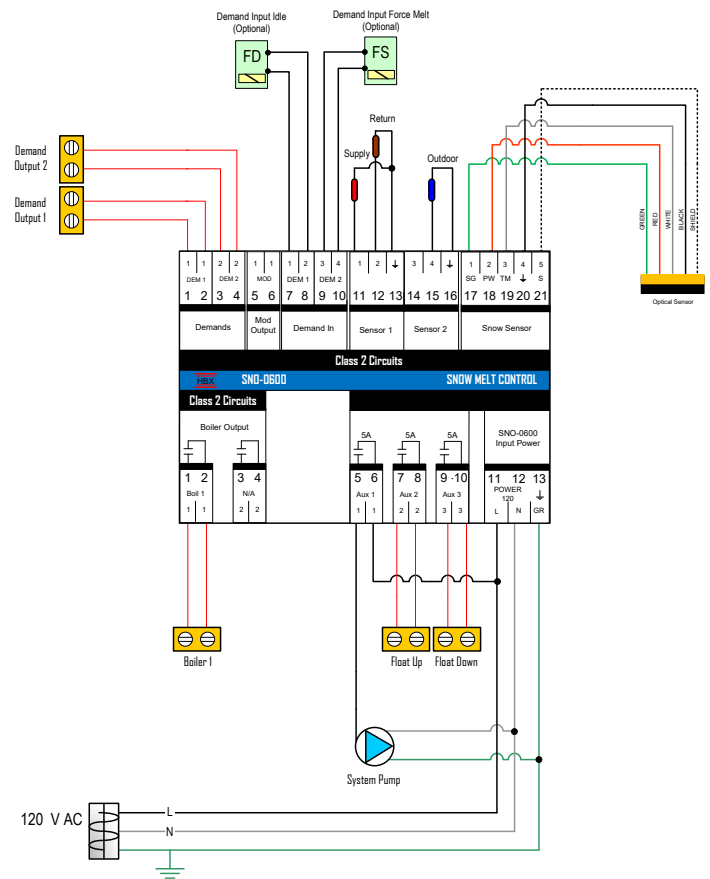 Demand Input Idle
(Optional)
Demand Input Force Melt
(Optional)
FD
FS
Return
Supply
Outdoor
Demand
Output 2
Demand
Output 1
GREEN
RED
WHITE
BLACK
SHIELD
Optical Sensor
1 1 2 2 1 1 1 2 3 4 1 2 3 4 1 2 3 4 5
DEM 1 DEM 2 MOD DEM 1 DEM 2 SG PW TM S
1 2 3 4 5 6 7 8 9 10 11 12 13 14 15 16 17 18 19 20 21
Demands
Mod
Output
Demand In
Sensor 1
Sensor 2
Snow Sensor
Class 2 Circuits
HBX SNO-0600 SNOW MELT CONTROL
Class 2 Circuits
Boiler Output
5A 5A 5A
SNO-0600
Input Power
1 2 3 4 5 6 7 8 9 ·10 11 12 13
Boil 1 N/A Aux 1 Aux 2 Aux 3 POWER
120
1 1 2 2 1 1 2 2 3 3 L N GR
Boiler 1
Float Up
Float Down
System Pump
120 V AC
L
N